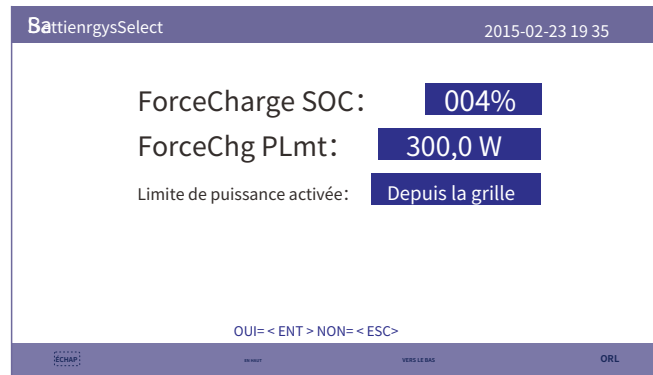 BattienrgysSelect
2015-02-23 19 35
ForceCharge SOC: 004%
ForceChg PLmt: 300,0 W
Limite de puissance activée: Depuis la grille
OUI= < ENT > NON= < ESC>
ÉCHAP EN HAUT VERS LE BAS ORL